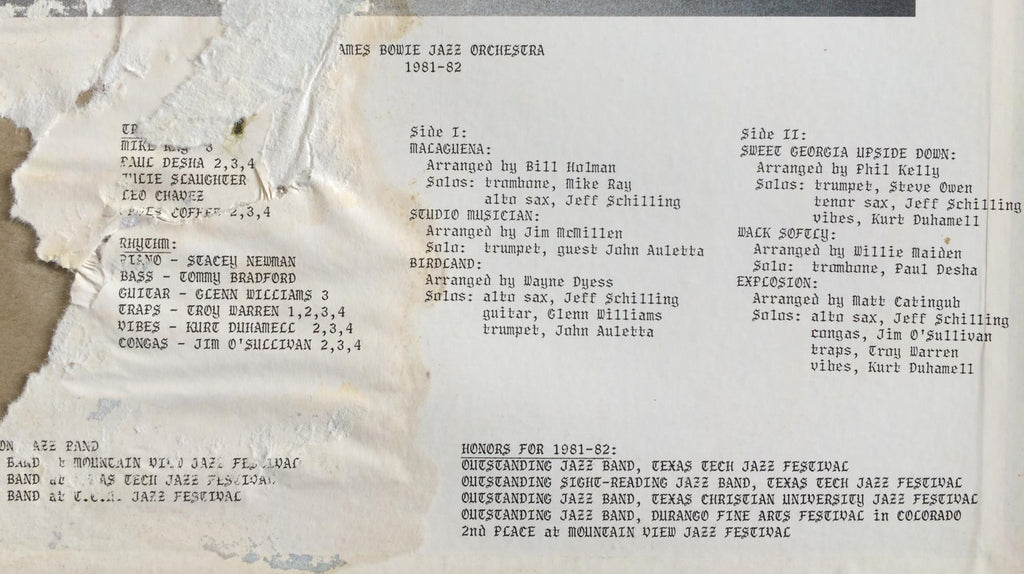 AMES BOWIE JAZZ ORCHESTRA
1981-82
TR
MIKE RAY 3
PAUL DESHA 2,3,4
JULIE SLAUGHTER
LEO CHAVEZ
COFFEE 2,3,4
RHYTHM:
PIANO - STACEY NEWMAN
BASS - TOMMY BRADFORD
GUITAR - GLENN WILLIAMS 3
TRAPS - TROY WARREN 1,2,3,4
VIBES - KURT DUHAMELL 2,3,4
CONGAS - JIM O'SULLIVAN 2,3,4
Side I:
MALAGUENA:
Arranged by Bill Holman
Solos: trombone, Mike Ray
alto sax, Jeff Schilling
STUDIO MUSICIAN:
Arranged by Jim McMillen
Solo: trumpet, guest John Auletta
BIRDLAND:
Arranged by Wayne Dyess
Solos: alto sax, Jeff Schilling
guitar, Glenn Williams
trumpet, John Auletta
Side II:
SWEET GEORGIA UPSIDE DOWN:
Arranged by Phil Kelly
Solos: trumpet, Steve Owen
tenor sax, Jeff Schilling
vibes, Kurt Duhamell
WALK SOFTLY:
Arranged by Willie Maiden
Solo: trombone, Paul Desha
EXPLOSION:
Arranged by Matt Catingub
Solos: alto sax, Jeff Schilling
congas, Jim O'Sullivan
traps, Troy Warren
vibes, Kurt Duhamell
ON JAZZ BAND
BAND at MOUNTAIN VIEW JAZZ FESTIVAL
BAND at TEXAS TECH JAZZ FESTIVAL
BAND at T.C.U. JAZZ FESTIVAL
HONORS FOR 1981-82:
OUTSTANDING JAZZ BAND, TEXAS TECH JAZZ FESTIVAL
OUTSTANDING SIGHT-READING JAZZ BAND, TEXAS TECH JAZZ FESTIVAL
OUTSTANDING JAZZ BAND, TEXAS CHRISTIAN UNIVERSITY JAZZ FESTIVAL
OUTSTANDING JAZZ BAND, DURANGO FINE ARTS FESTIVAL in COLORADO
2nd PLACE at MOUNTAIN VIEW JAZZ FESTIVAL